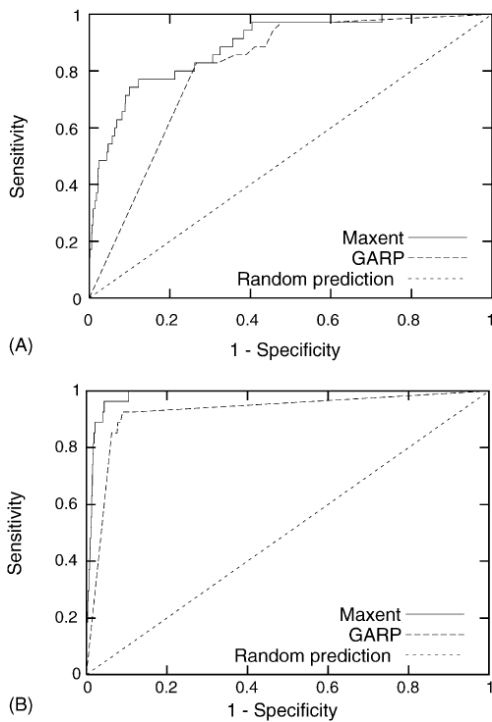 1
0.8
0.6
0.4
0.2
0
Sensitivity
Maxent
GARP
Random prediction
0 0.2 0.4 0.6 0.8 1
(A)
1 - Specificity
1
0.8
0.6
0.4
0.2
0
Sensitivity
Maxent
GARP
Random prediction
0 0.2 0.4 0.6 0.8 1
(B)
1 - Specificity